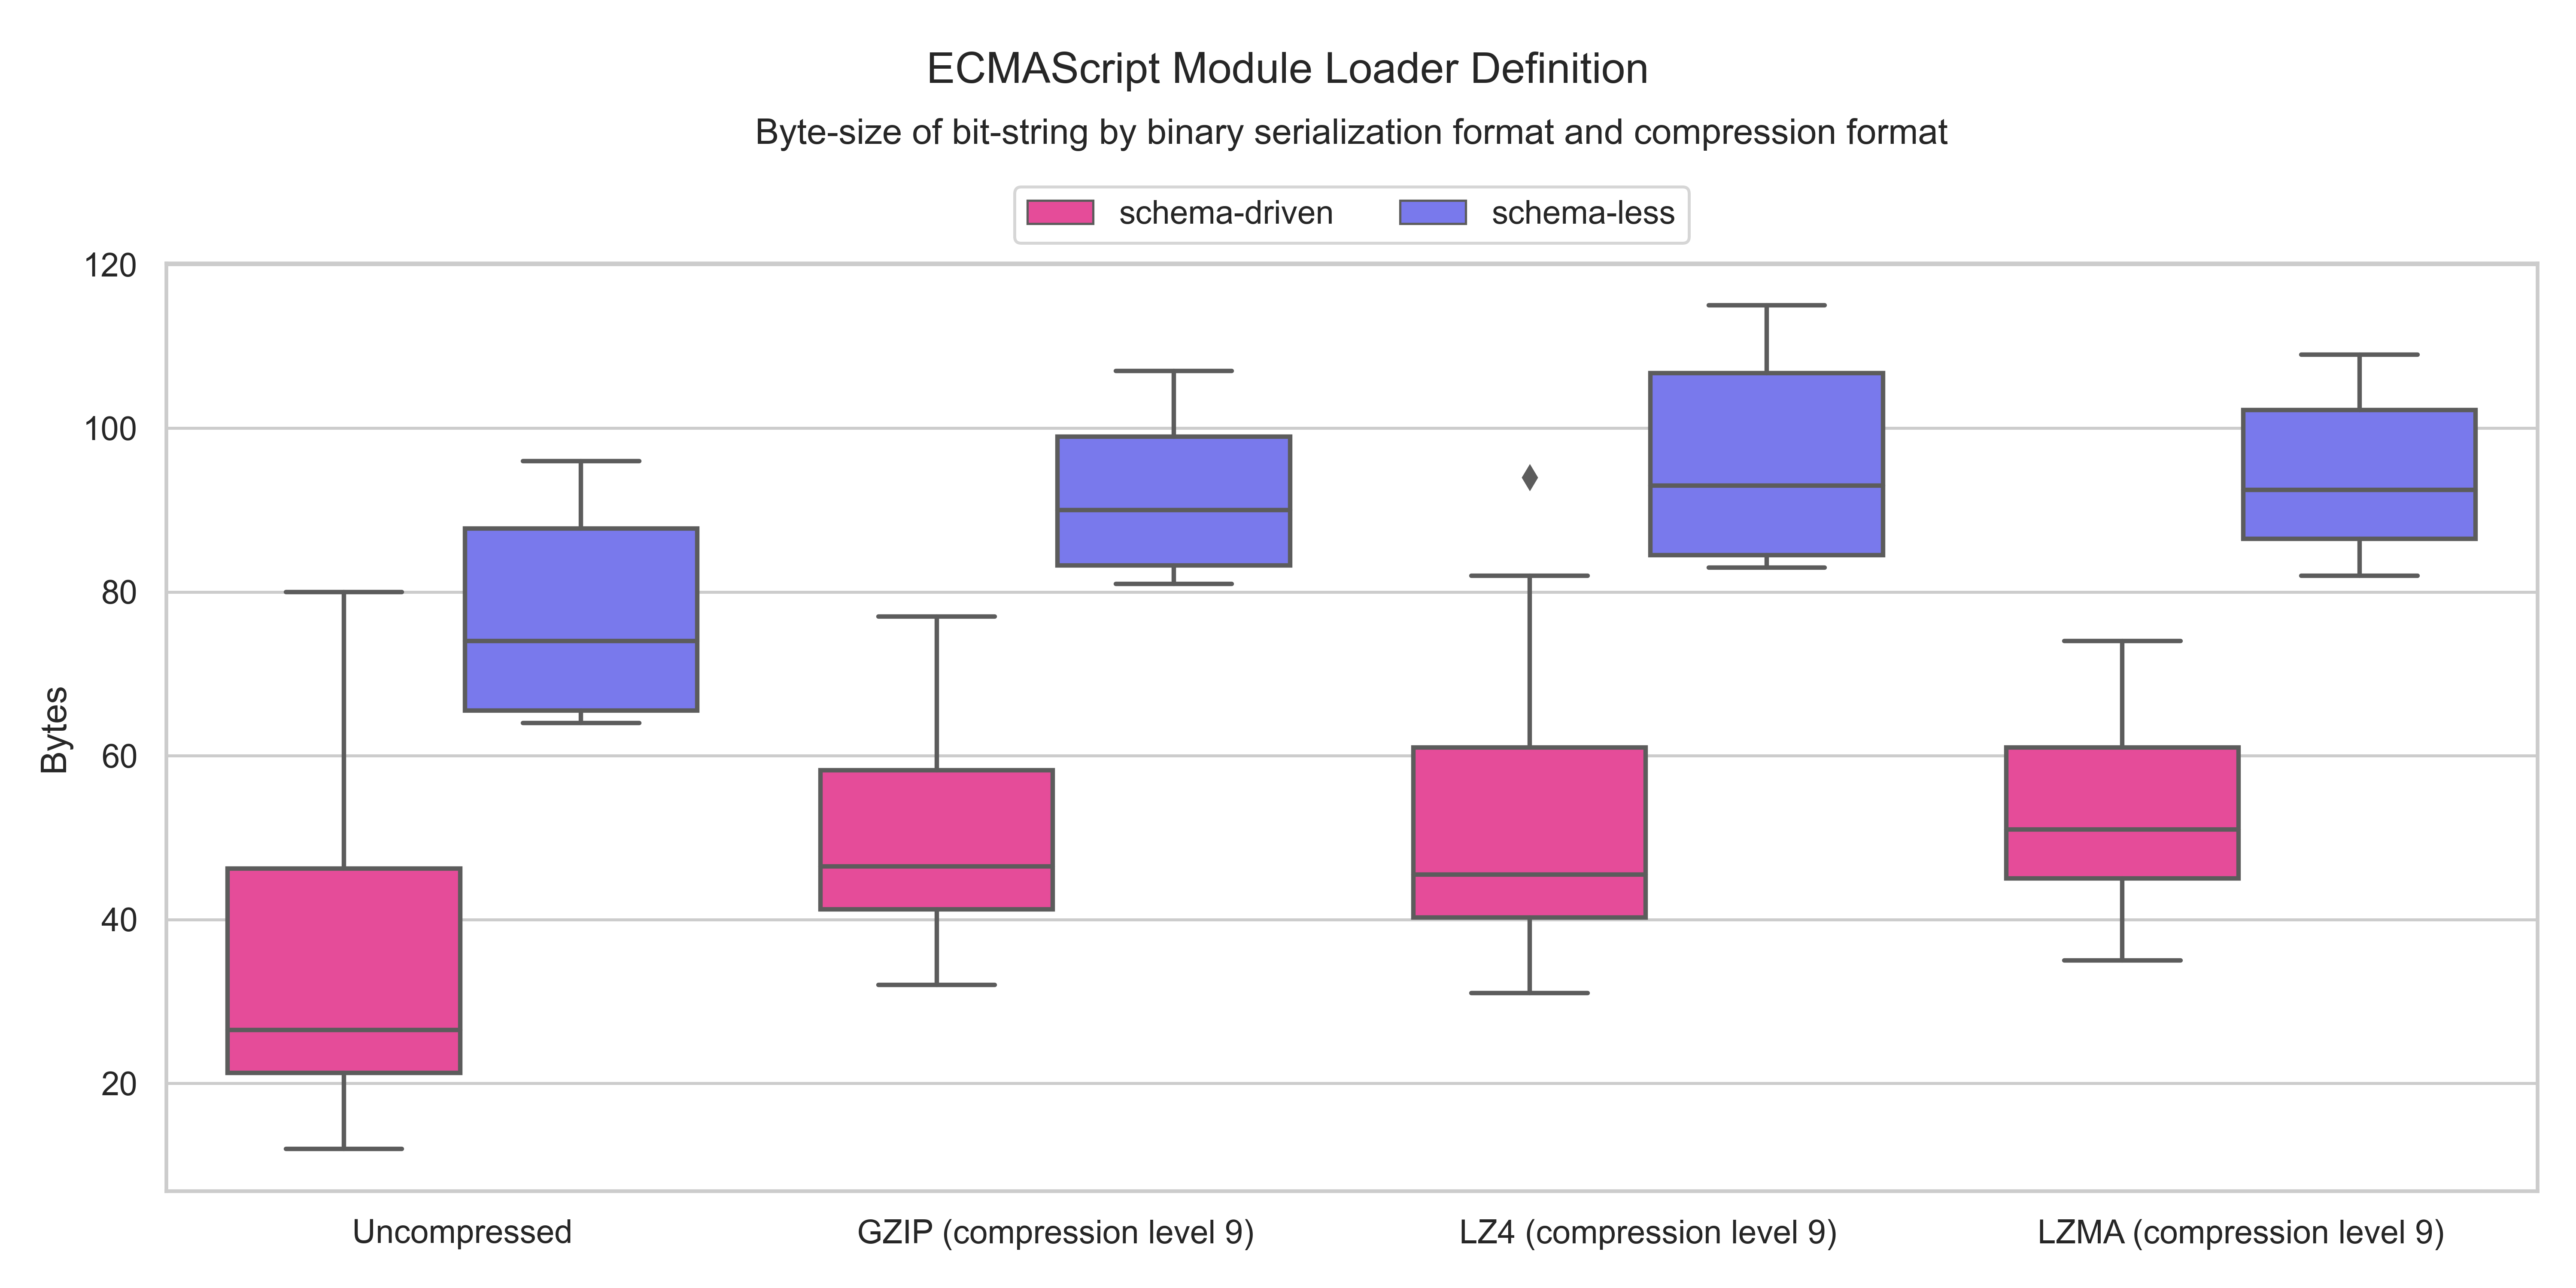 ECMAScript Module Loader Definition
Byte-size of bit-string by binary serialization format and compression format
schema-driven schema-less
120
100
80
60
40
20
Bytes
Uncompressed GZIP (compression level 9) LZ4 (compression level 9) LZMA (compression level 9)